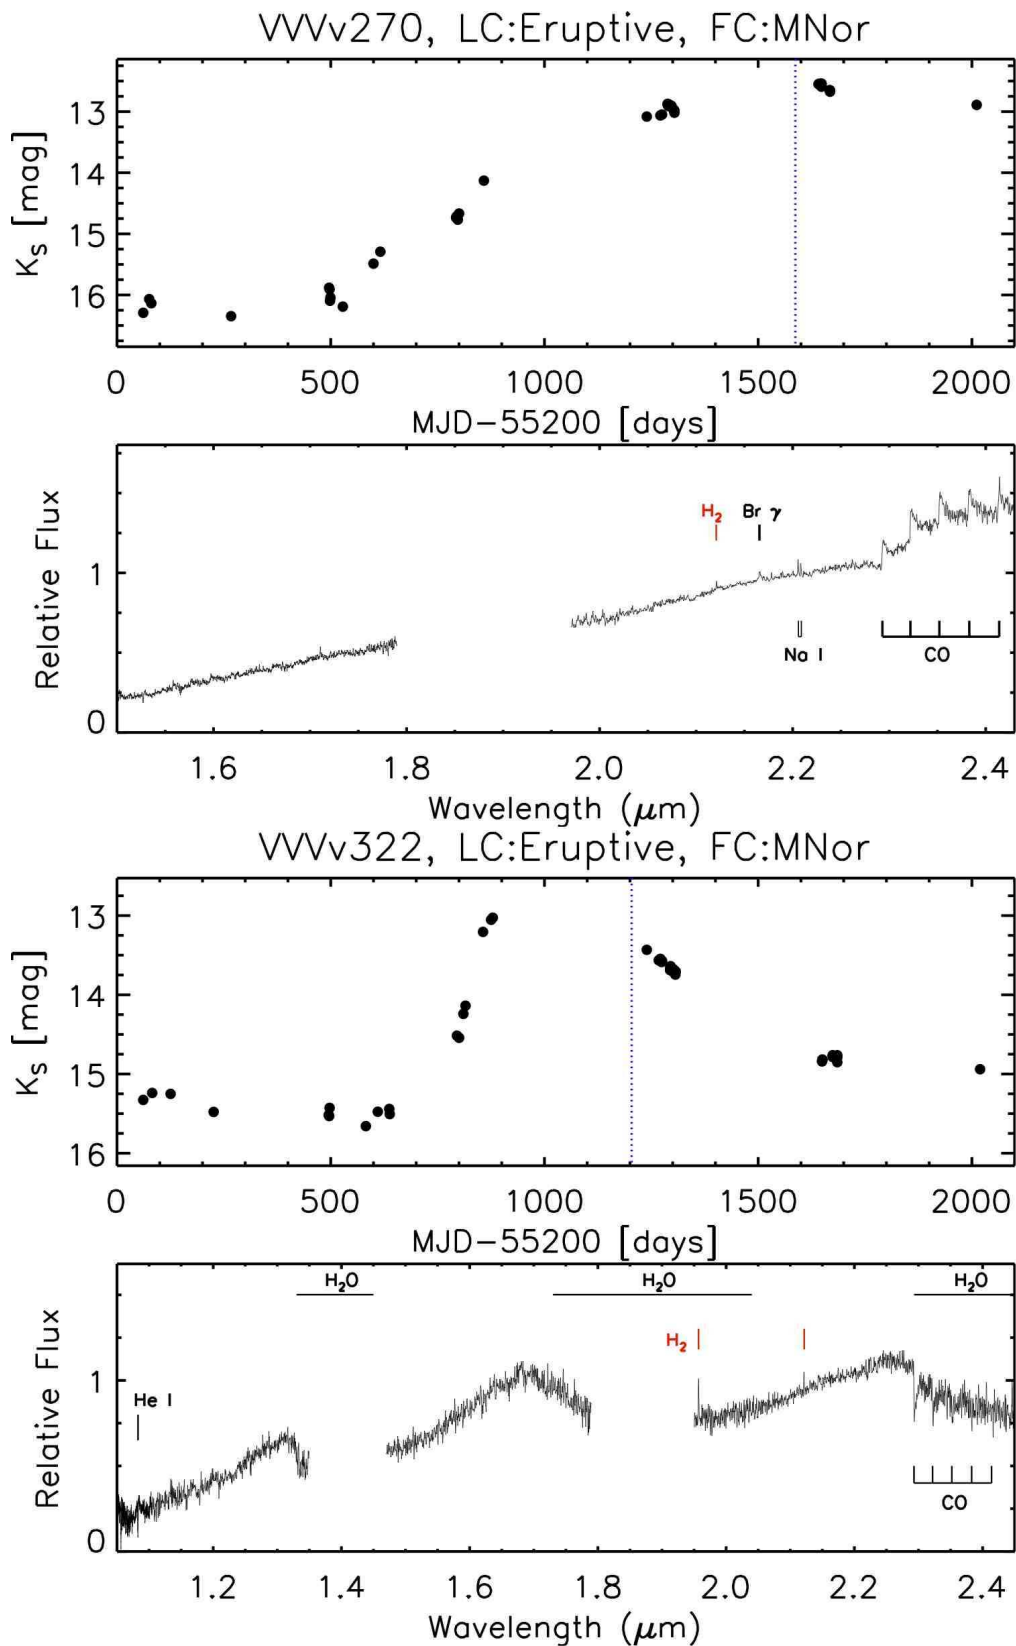 VVVv270, LC:Eruptive, FC:MNor
13
14
15
16
K_S [mag]
0 500 1000 1500 2000
MJD−55200 [days]
Relative Flux
1
0
H₂ Br γ
Na I CO
1.6 1.8 2.0 2.2 2.4
Wavelength (μm)
VVVv322, LC:Eruptive, FC:MNor
13
14
15
16
K_S [mag]
0 500 1000 1500 2000
MJD−55200 [days]
Relative Flux
1
0
H₂O H₂O H₂O
H₂
He I
CO
1.2 1.4 1.6 1.8 2.0 2.2 2.4
Wavelength (μm)